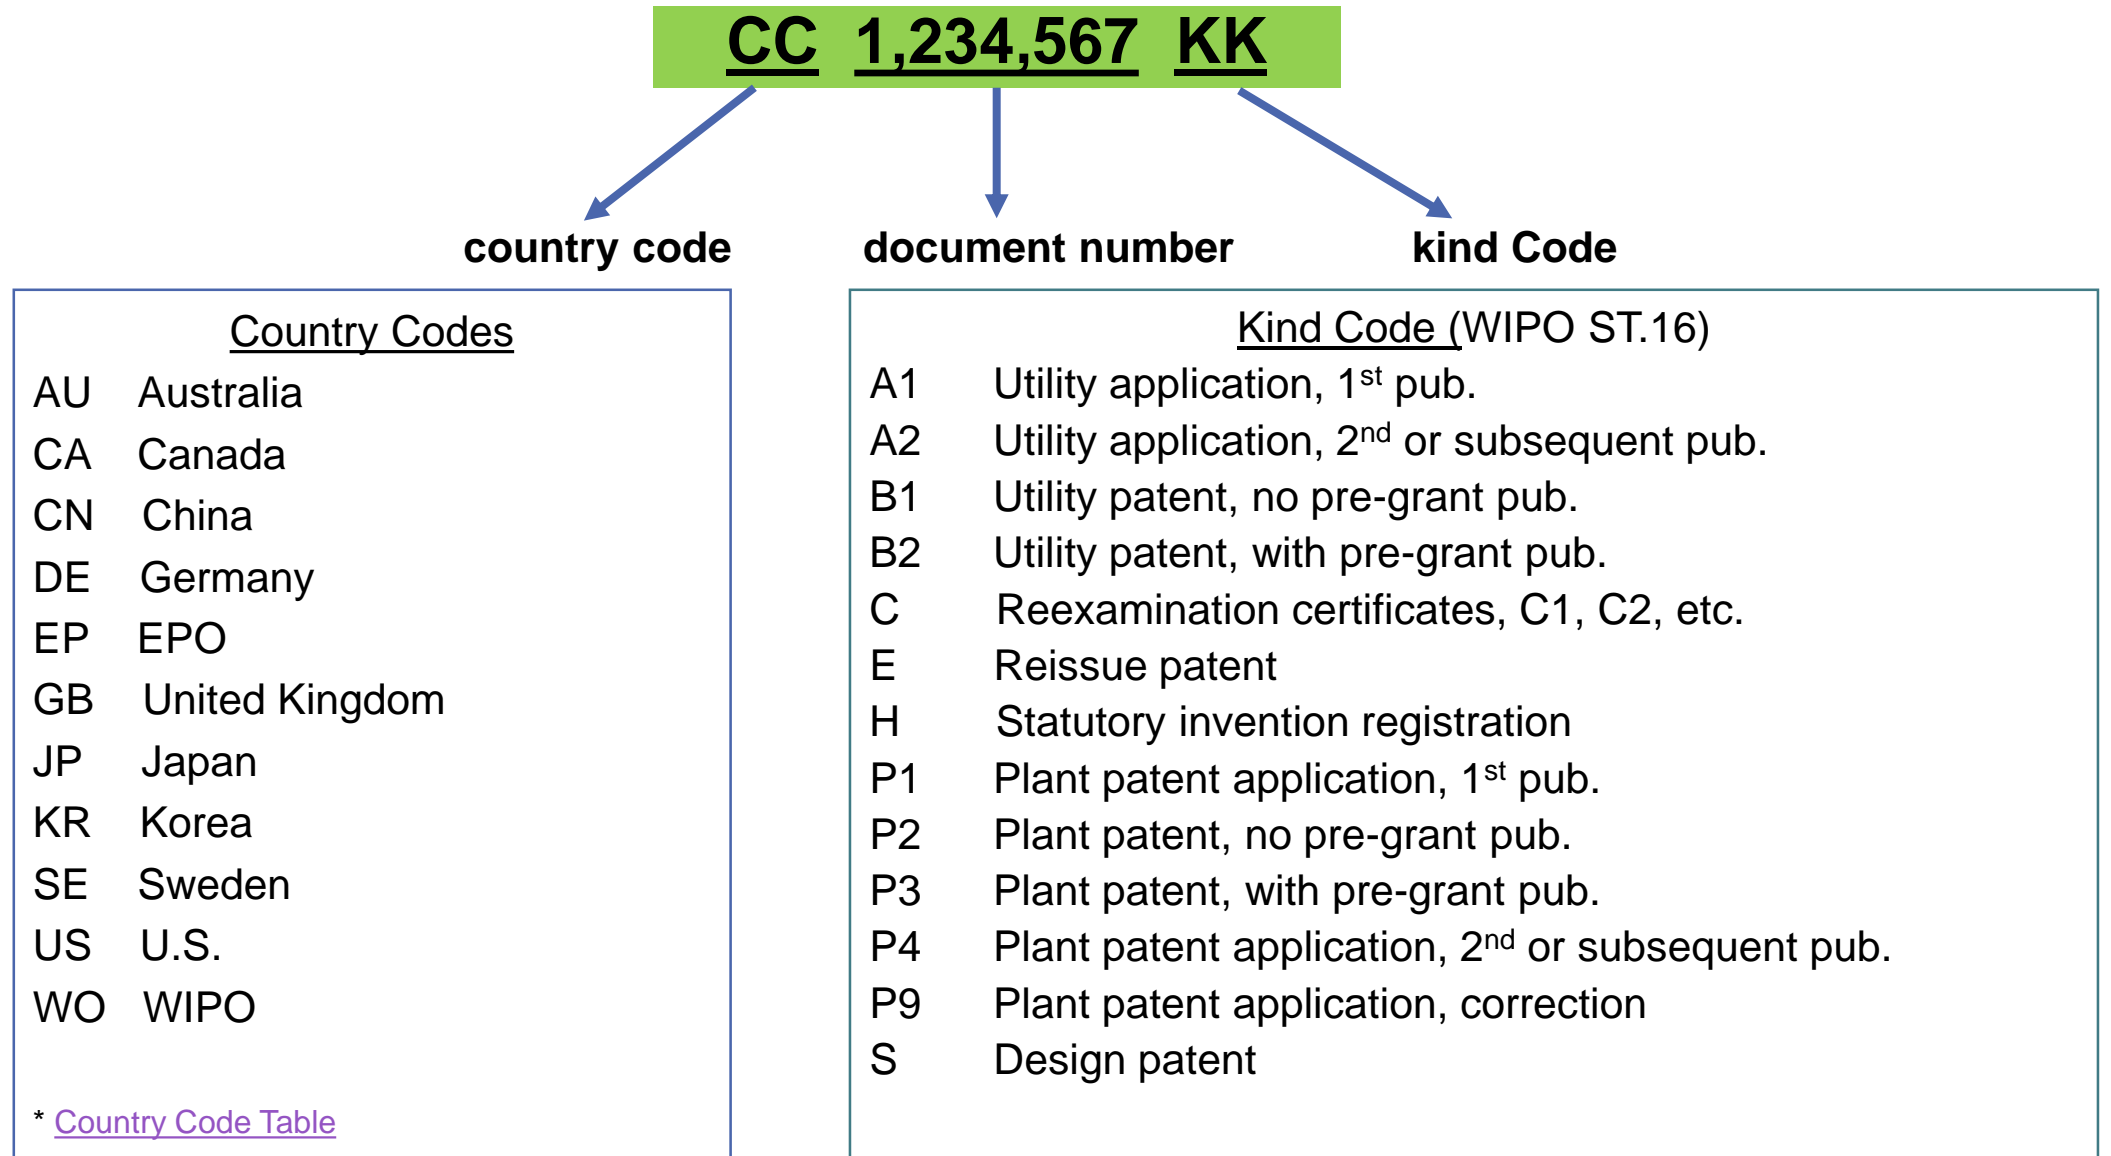 CC 1,234,567 KK
country code document number kind Code
Country Codes
AU Australia
CA Canada
CN China
DE Germany
EP EPO
GB United Kingdom
JP Japan
KR Korea
SE Sweden
US U.S.
WO WIPO
* Country Code Table
Kind Code (WIPO ST.16)
A1 Utility application, 1st pub.
A2 Utility application, 2nd or subsequent pub.
B1 Utility patent, no pre-grant pub.
B2 Utility patent, with pre-grant pub.
C Reexamination certificates, C1, C2, etc.
E Reissue patent
H Statutory invention registration
P1 Plant patent application, 1st pub.
P2 Plant patent, no pre-grant pub.
P3 Plant patent, with pre-grant pub.
P4 Plant patent application, 2nd or subsequent pub.
P9 Plant patent application, correction
S Design patent